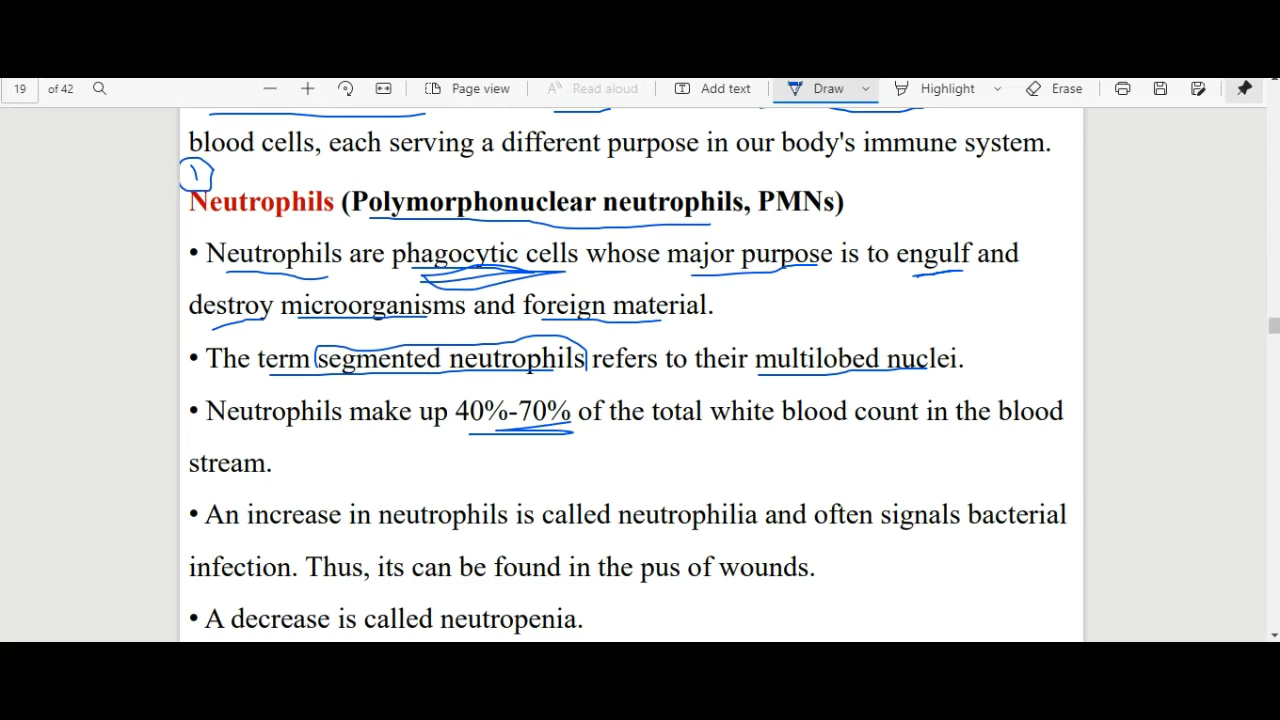 19 of 42 Page view Read aloud Add text Draw Highlight Erase
blood cells, each serving a different purpose in our body's immune system.
1
Neutrophils (Polymorphonuclear neutrophils, PMNs)
• Neutrophils are phagocytic cells whose major purpose is to engulf and
destroy microorganisms and foreign material.
• The term segmented neutrophils refers to their multilobed nuclei.
• Neutrophils make up 40%-70% of the total white blood count in the blood
stream.
• An increase in neutrophils is called neutrophilia and often signals bacterial
infection. Thus, its can be found in the pus of wounds.
• A decrease is called neutropenia.